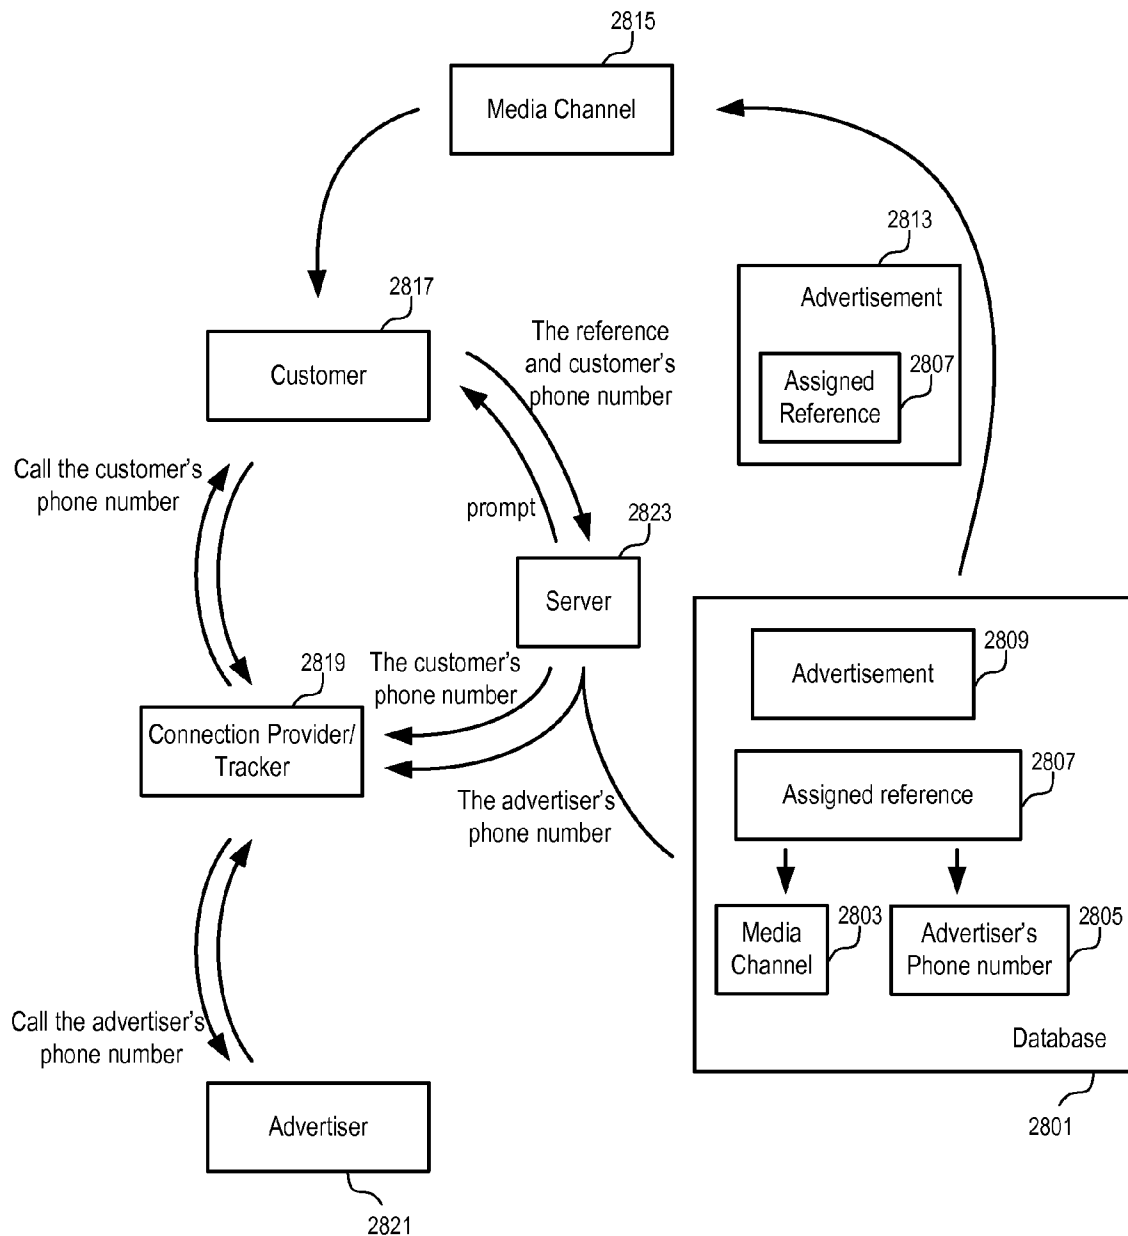 2815
Media Channel
2813
Advertisement
2807
Assigned
Reference
2817
Customer
The reference
and customer's
phone number
Call the customer's
phone number
prompt
2823
Server
2819
Connection Provider/
Tracker
The customer's
phone number
The advertiser's
phone number
2809
Advertisement
2807
Assigned reference
2803
Media
Channel
2805
Advertiser's
Phone number
Database
2801
Call the advertiser's
phone number
Advertiser
2821